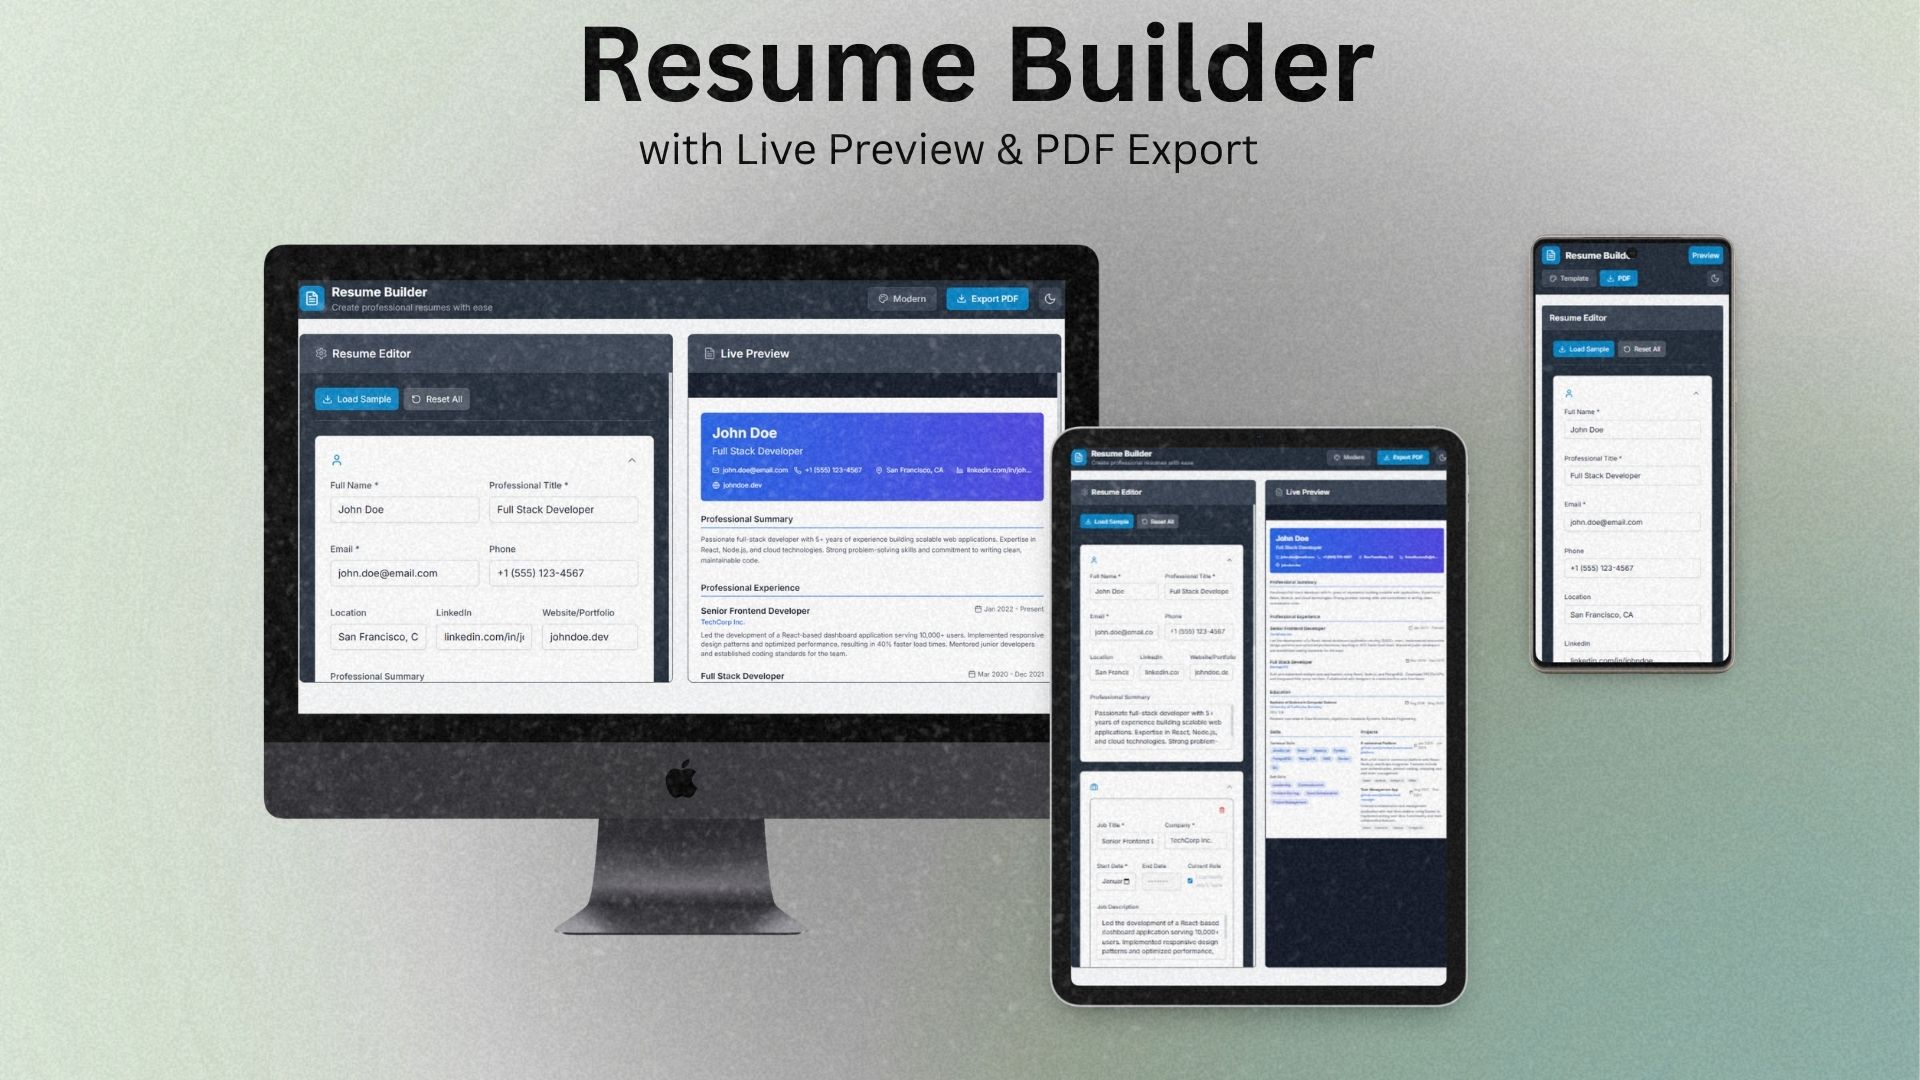 Resume Builder
with Live Preview & PDF Export
Resume Builder
Create professional resumes with ease
Modern
Export PDF
Resume Editor
Load Sample
Reset All
Full Name *
Professional Title *
John Doe
Full Stack Developer
Email *
Phone
john.doe@email.com
+1 (555) 123-4567
Location
LinkedIn
Website/Portfolio
San Francisco, C
linkedin.com/in/j
johndoe.dev
Professional Summary
Live Preview
John Doe
Full Stack Developer
john.doe@email.com
+1 (555) 123-4567
San Francisco, CA
linkedin.com/in/joh...
johndoe.dev
Professional Summary
Passionate full-stack developer with 5+ years of experience building scalable web applications. Expertise in
React, Node.js, and cloud technologies. Strong problem-solving skills and commitment to writing clean,
maintainable code.
Professional Experience
Senior Frontend Developer
Jan 2022 - Present
TechCorp Inc.
Led the development of a React-based dashboard application serving 10,000+ users. Implemented responsive
design patterns and optimized performance, resulting in 40% faster load times. Mentored junior developers
and established coding standards for the team.
Full Stack Developer
Mar 2020 - Dec 2021
Resume Builder
Create professional resumes with ease
Modern
Export PDF
Resume Editor
Load Sample
Reset All
Full Name *
Professional Title *
John Doe
Full Stack Develope
Email *
Phone
john.doe@email.co
+1 (555) 123-4567
Location
LinkedIn
Website/Portfolio
San Francis
linkedin.co
johndoe.de
Professional Summary
Passionate full-stack developer with 5+
years of experience building scalable web
applications. Expertise in React, Node.js,
and cloud technologies. Strong problem-
Job Title *
Company *
Senior Frontend
TechCorp Inc.
Start Date *
End Date
Current Role
Januar
Job Description
Led the development of a React-based
dashboard application serving 10,000+
users. Implemented responsive design
patterns and optimized performance,
Live Preview
John Doe
Full Stack Developer
Professional Summary
Professional Experience
Senior Frontend Developer
Full Stack Developer
Education
Skills
Projects
Resume Build
Preview
Template
PDF
Resume Editor
Load Sample
Reset All
Full Name *
John Doe
Professional Title *
Full Stack Developer
Email *
john.doe@email.com
Phone
+1 (555) 123-4567
Location
San Francisco, CA
LinkedIn
linkedin.com/in/johndoe